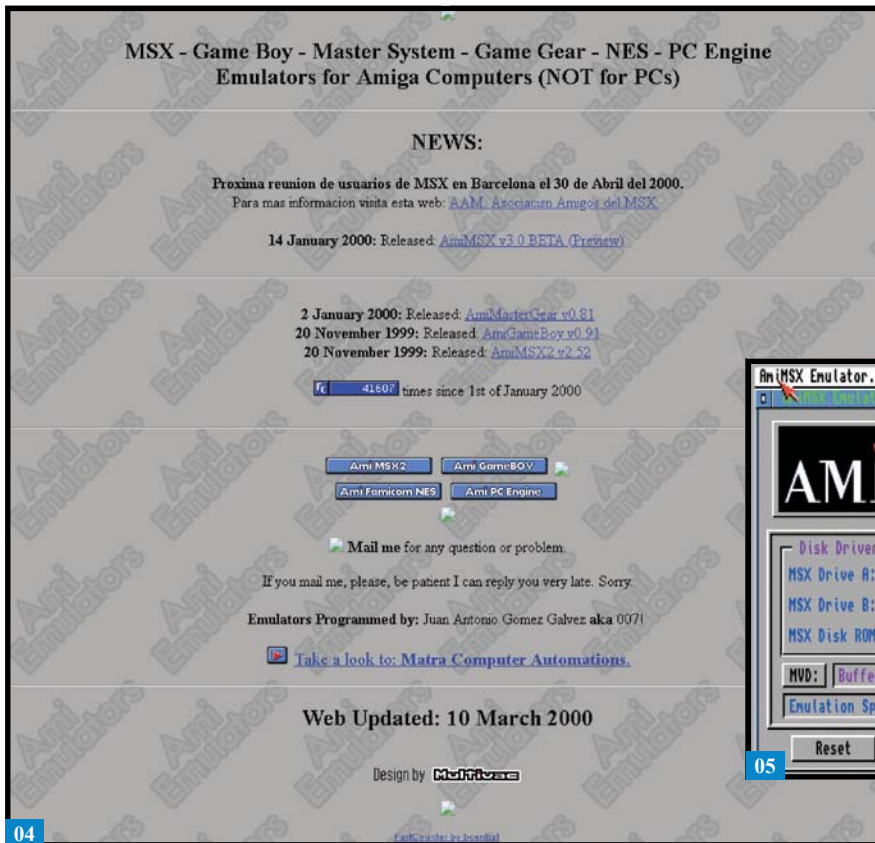 MSX - Game Boy - Master System - Game Gear - NES - PC Engine
Emulators for Amiga Computers (NOT for PCs)
NEWS:
Proxima reunion de usuarios de MSX en Barcelona el 30 de Abril del 2000.
Para mas informacion visita esta web: AAM. Asociacisn Amigos del MSX.
14 January 2000: Released: AmiMSX v3.0 BETA (Preview)
2 January 2000: Released: AmiMasterGear v0.81
20 November 1999: Released: AmiGameBoy v0.91
20 November 1999: Released: AmiMSX2 v2.52
41607 times since 1st of January 2000
Ami MSX2 Ami GameBOY
Ami Famicom NES Ami PC Engine
Mail me for any question or problem.
If you mail me, please, be patient I can reply you very late. Sorry.
Emulators Programmed by: Juan Antonio Gomez Galvez aka 007!
Take a look to: Matra Computer Automations.
Web Updated: 10 March 2000
Design by Multivac
FastCounter by bcentral
04
AmiMSX Emulator.
AmiMSX Emulat
AM
Disk Driver
MSX Drive A:
MSX Drive B:
MSX Disk ROM
MVD: Buffe
Emulation Sp
Reset
05